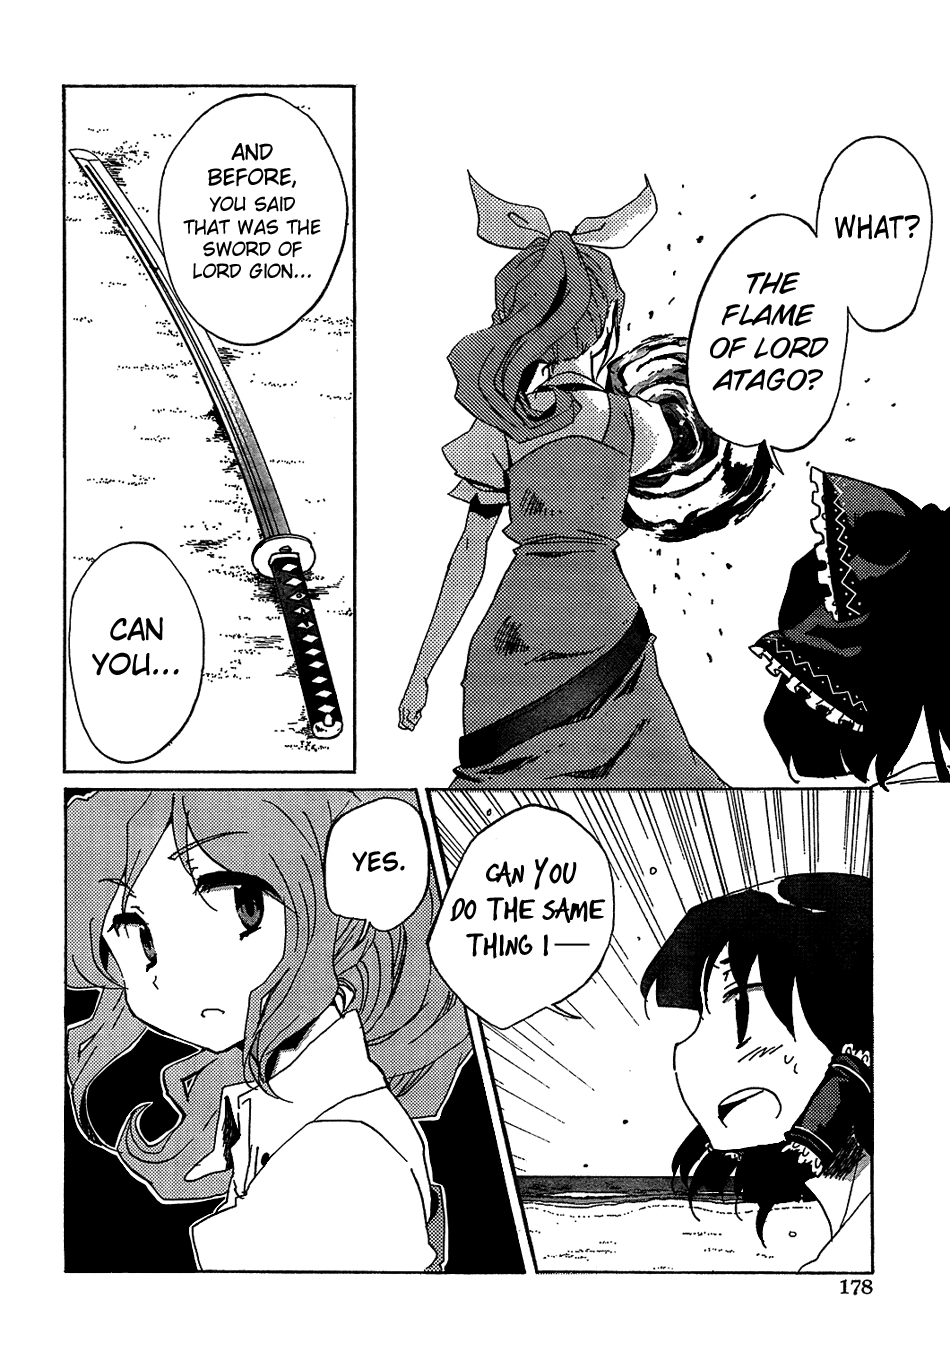 WHAT?
THE
FLAME
OF LORD
ATAGO?
AND
BEFORE,
YOU SAID
THAT WAS THE
SWORD OF
LORD GION...
CAN
YOU...
CAN YOU
DO THE SAME
THING I—
YES.
178